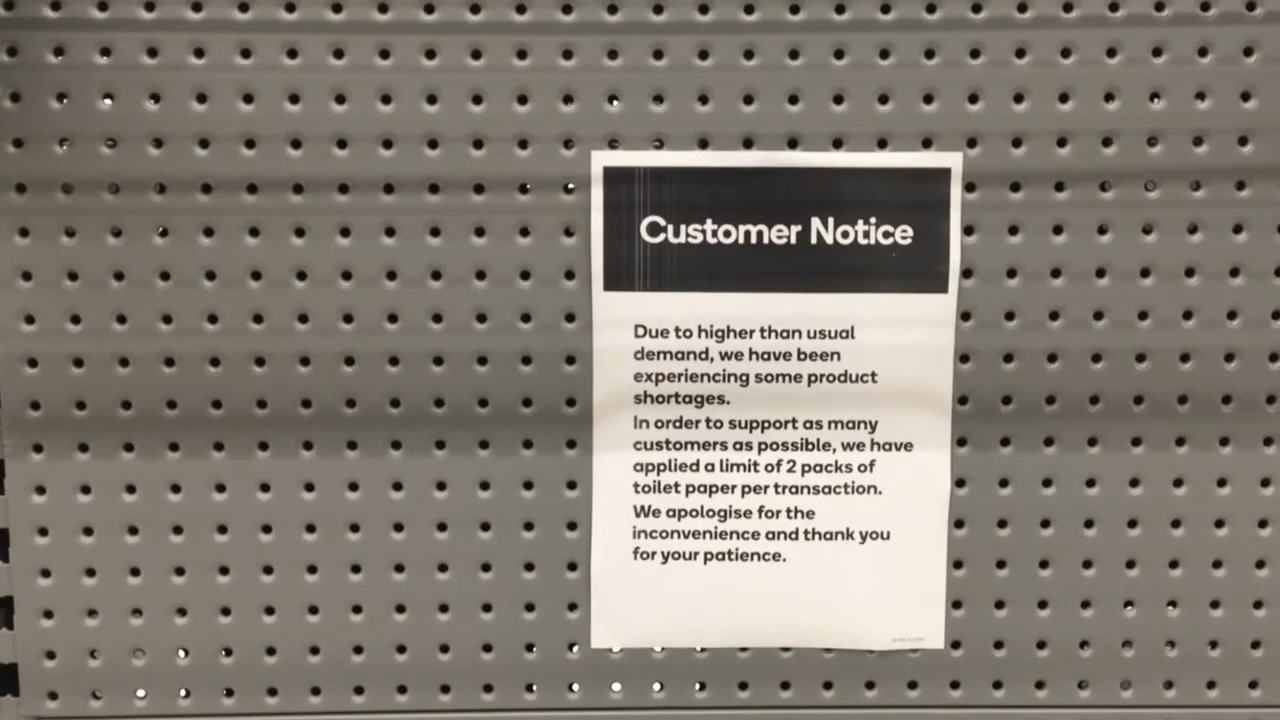 Customer Notice
Due to higher than usual
demand, we have been
experiencing some product
shortages.
In order to support as many
customers as possible, we have
applied a limit of 2 packs of
toilet paper per transaction.
We apologise for the
inconvenience and thank you
for your patience.